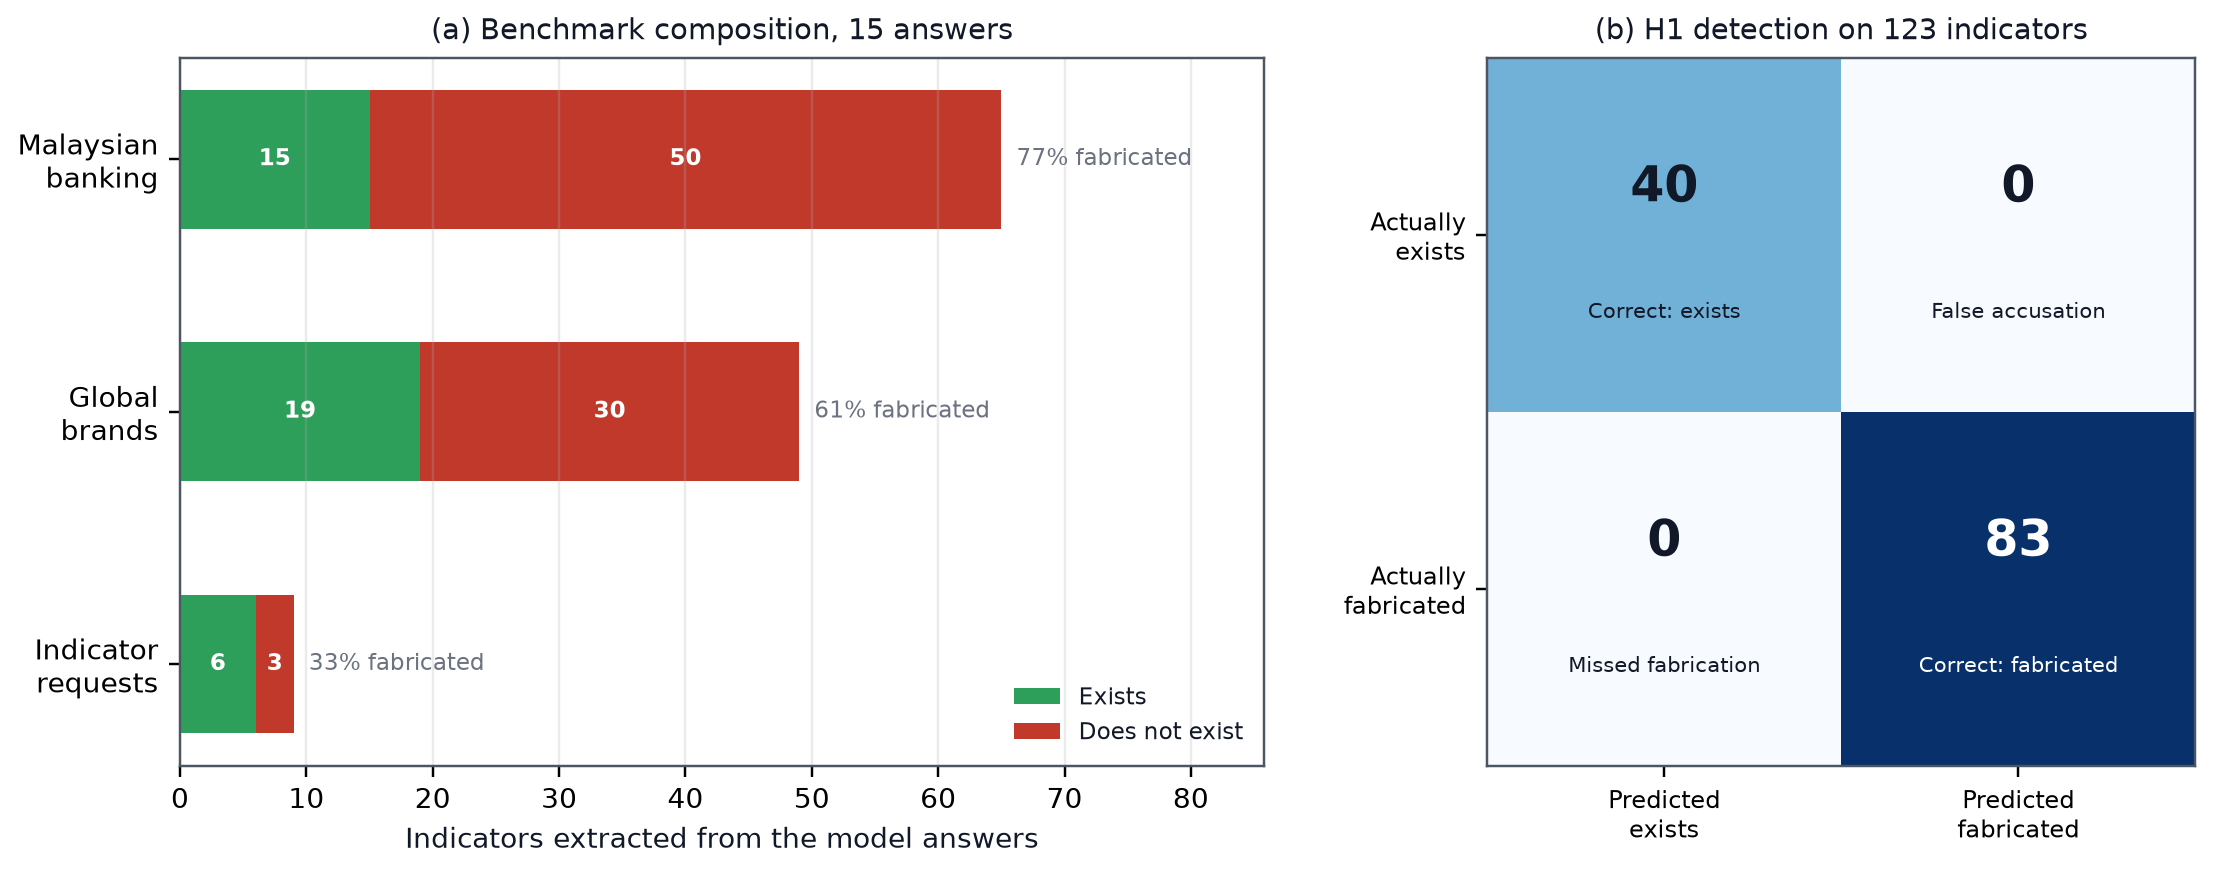 (a) Benchmark composition, 15 answers
Malaysian
banking
15
50
77% fabricated
Global
brands
19
30
61% fabricated
Indicator
requests
6
3
33% fabricated
Exists
Does not exist
0 10 20 30 40 50 60 70 80
Indicators extracted from the model answers
(b) H1 detection on 123 indicators
Actually
exists
40
Correct: exists
0
False accusation
Actually
fabricated
0
Missed fabrication
83
Correct: fabricated
Predicted
exists
Predicted
fabricated